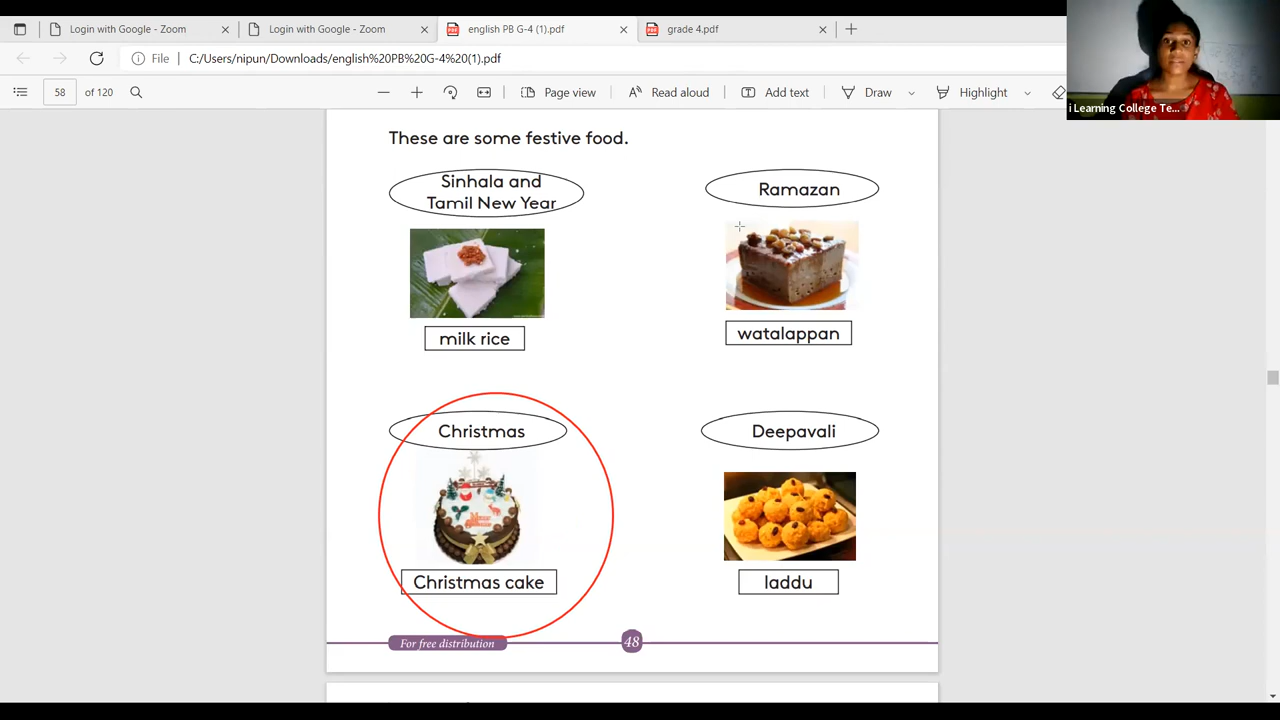 Login with Google - Zoom
Login with Google - Zoom
english PB G-4 (1).pdf
grade 4.pdf
File
C:/Users/nipun/Downloads/english%20PB%20G-4%20(1).pdf
58
of 120
Page view
Read aloud
Add text
Draw
Highlight
i Learning College Te...
These are some festive food.
Sinhala and
Tamil New Year
Ramazan
milk rice
watalappan
Christmas
Deepavali
Christmas cake
laddu
For free distribution
48